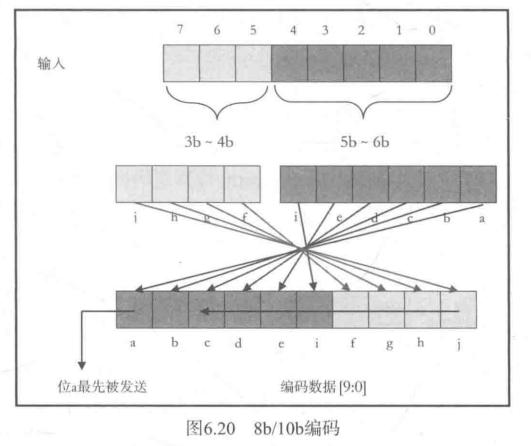 7 6 5 4 3 2 1 0
输入
3b ~ 4b 5b ~ 6b
j h g f i e d c b a
a b c d e i f g h j
位a最先被发送 编码数据[9:0]
图6.20 8b/10b编码